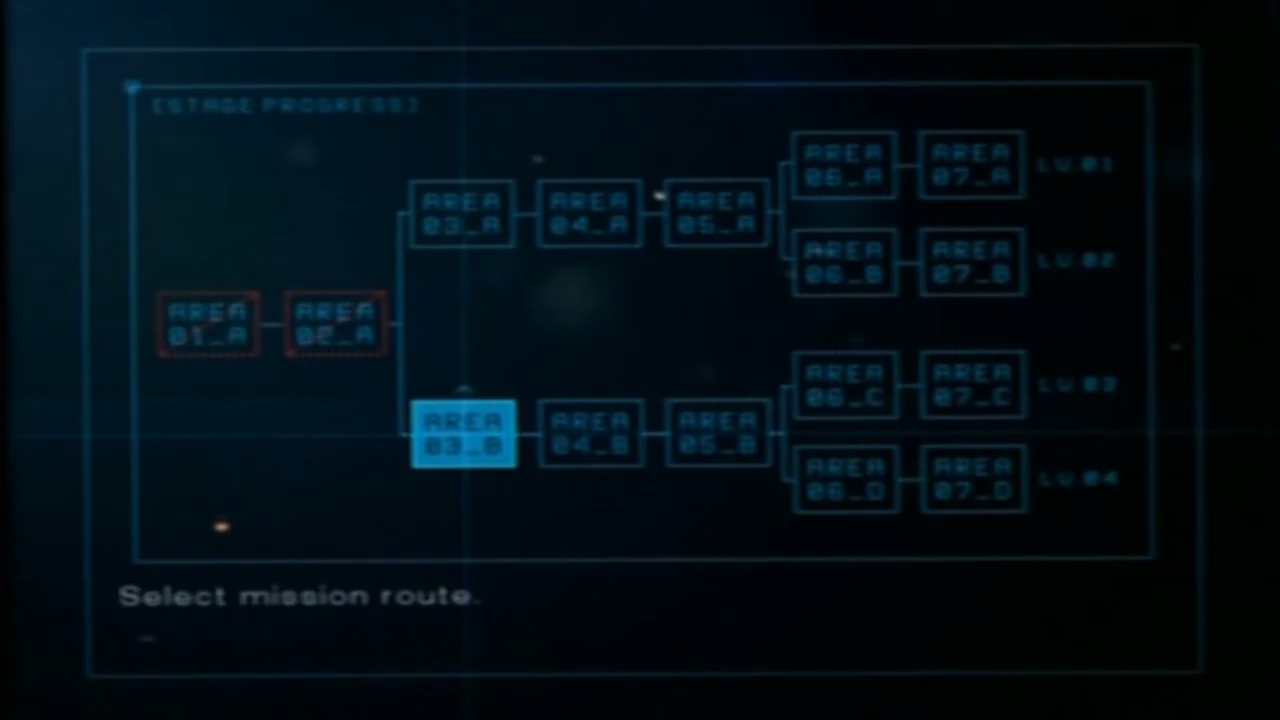 [STAGE PROGRESS]
AREA 06_A
AREA 07_A
LV.01
AREA 03_A
AREA 04_A
AREA 05_A
AREA 06_B
AREA 07_B
LV.02
AREA 01_A
AREA 02_A
AREA 06_C
AREA 07_C
LV.03
AREA 03_B
AREA 04_B
AREA 05_B
AREA 06_D
AREA 07_D
LV.04
Select mission route.